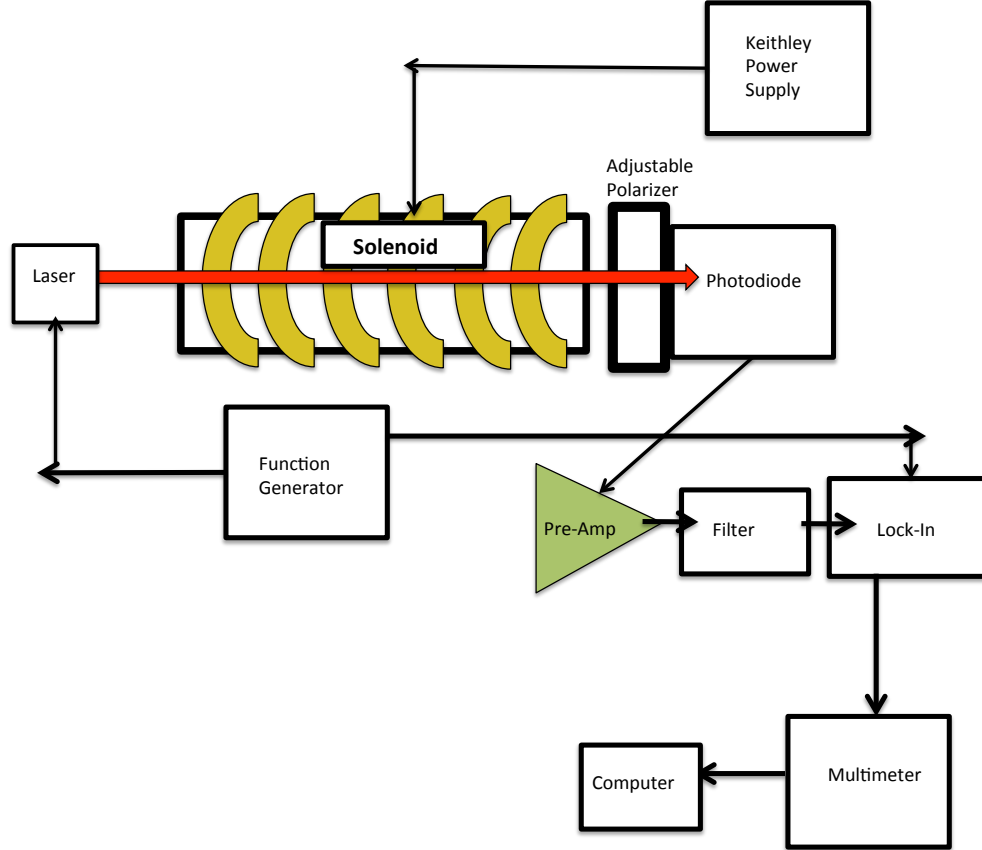 Keithley
Power
Supply
Adjustable
Polarizer
Solenoid
Laser
Photodiode
Function
Generator
Pre-Amp
Filter
Lock-In
Computer
Multimeter